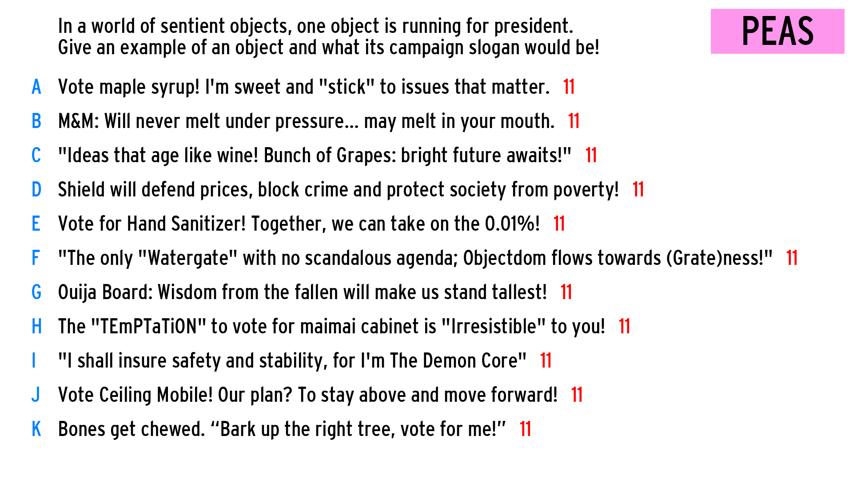 In a world of sentient objects, one object is running for president.
Give an example of an object and what its campaign slogan would be!
PEAS
A Vote maple syrup! I'm sweet and "stick" to issues that matter. 11
B M&M: Will never melt under pressure... may melt in your mouth. 11
C "Ideas that age like wine! Bunch of Grapes: bright future awaits!" 11
D Shield will defend prices, block crime and protect society from poverty! 11
E Vote for Hand Sanitizer! Together, we can take on the 0.01%! 11
F "The only "Watergate" with no scandalous agenda; Objectdom flows towards (Grate)ness!" 11
G Ouija Board: Wisdom from the fallen will make us stand tallest! 11
H The "TEmPTaTiON" to vote for maimai cabinet is "Irresistible" to you! 11
I "I shall insure safety and stability, for I'm The Demon Core" 11
J Vote Ceiling Mobile! Our plan? To stay above and move forward! 11
K Bones get chewed. “Bark up the right tree, vote for me!” 11